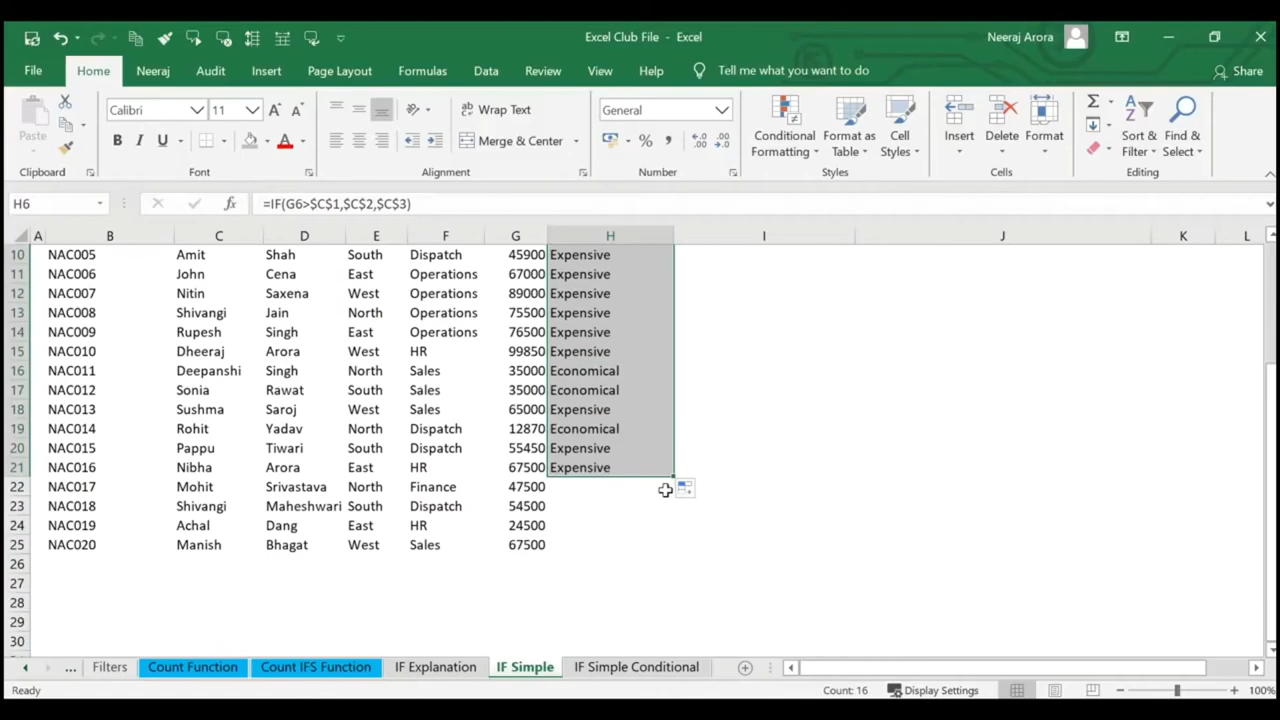 Excel Club File - Excel
Neeraj Arora
File Home Neeraj Audit Insert Page Layout Formulas Data Review View Help Tell me what you want to do Share
Calibri 11 Wrap Text General
Paste B I U Merge & Center % Conditional Formatting Format as Table Cell Styles Insert Delete Format Sort & Filter Find & Select
Clipboard Font Alignment Number Styles Cells Editing
H6 fx =IF(G6>$C$1,$C$2,$C$3)
A B C D E F G H I J K L
10 NAC005 Amit Shah South Dispatch 45900 Expensive
11 NAC006 John Cena East Operations 67000 Expensive
12 NAC007 Nitin Saxena West Operations 89000 Expensive
13 NAC008 Shivangi Jain North Operations 75500 Expensive
14 NAC009 Rupesh Singh East Operations 76500 Expensive
15 NAC010 Dheeraj Arora West HR 99850 Expensive
16 NAC011 Deepanshi Singh North Sales 35000 Economical
17 NAC012 Sonia Rawat South Sales 35000 Economical
18 NAC013 Sushma Saroj West Sales 65000 Expensive
19 NAC014 Rohit Yadav North Dispatch 12870 Economical
20 NAC015 Pappu Tiwari South Dispatch 55450 Expensive
21 NAC016 Nibha Arora East HR 67500 Expensive
22 NAC017 Mohit Srivastava North Finance 47500
23 NAC018 Shivangi Maheshwari South Dispatch 54500
24 NAC019 Achal Dang East HR 24500
25 NAC020 Manish Bhagat West Sales 67500
26
27
28
29
30
... Filters Count Function Count IFS Function IF Explanation IF Simple IF Simple Conditional
Ready Count: 16 Display Settings 100%